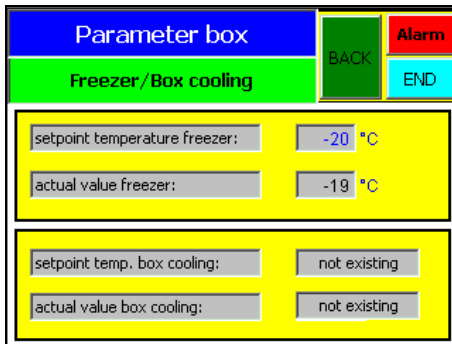 Parameter box
BACK
Alarm
Freezer/Box cooling
END
setpoint temperature freezer: -20 °C
actual value freezer: -19 °C
setpoint temp. box cooling: not existing
actual value box cooling: not existing